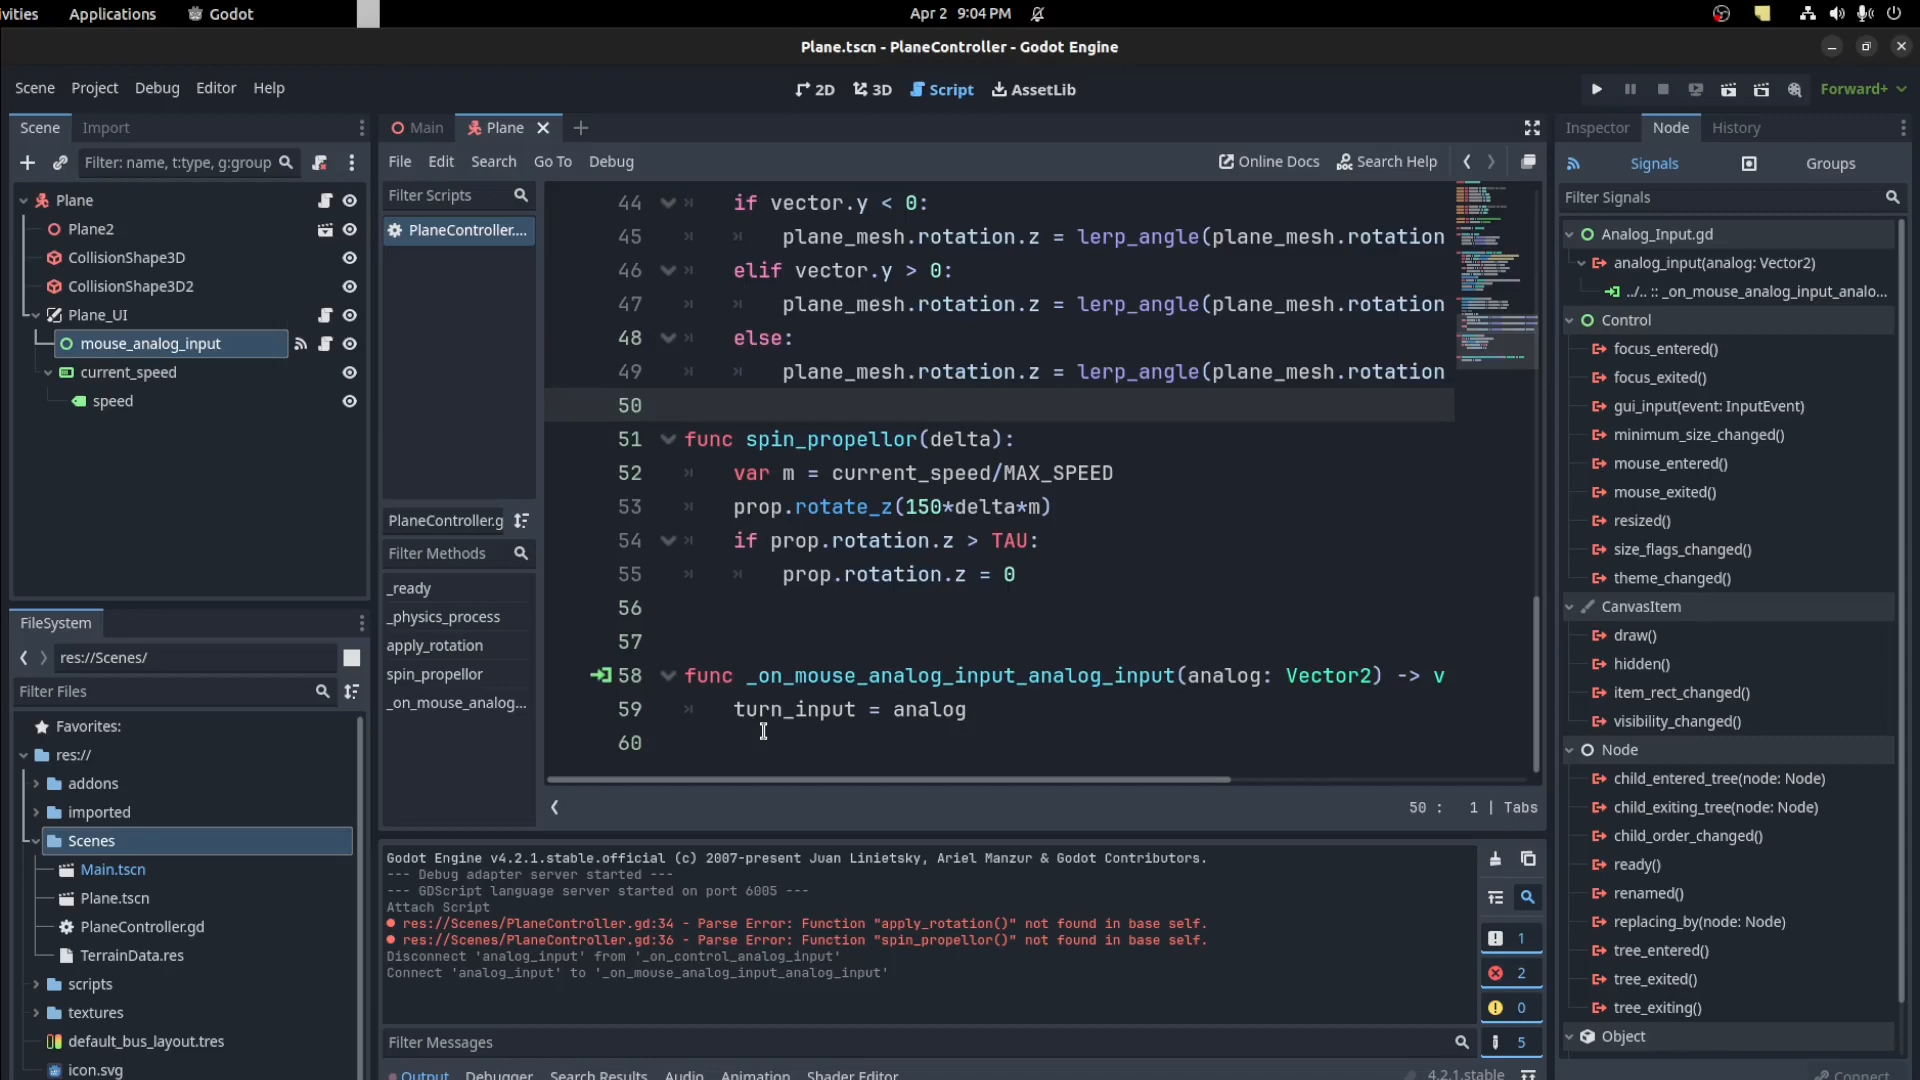 ivities Applications Godot Apr 2 9:04 PM
Plane.tscn - PlaneController - Godot Engine
Scene Project Debug Editor Help 2D 3D Script AssetLib Forward+
Scene Import
Filter: name, t:type, g:group
Plane
Plane2
CollisionShape3D
CollisionShape3D2
Plane_UI
mouse_analog_input
current_speed
speed
FileSystem
res://Scenes/
Filter Files
Favorites:
res://
addons
imported
Scenes
Main.tscn
Plane.tscn
PlaneController.gd
TerrainData.res
scripts
textures
default_bus_layout.tres
icon.svg
Main Plane
File Edit Search Go To Debug Online Docs Search Help
Filter Scripts
PlaneController....
PlaneController.g
Filter Methods
_ready
_physics_process
apply_rotation
spin_propellor
_on_mouse_analog...
44 if vector.y < 0:
45 plane_mesh.rotation.z = lerp_angle(plane_mesh.rotation
46 elif vector.y > 0:
47 plane_mesh.rotation.z = lerp_angle(plane_mesh.rotation
48 else:
49 plane_mesh.rotation.z = lerp_angle(plane_mesh.rotation
50
51 func spin_propellor(delta):
52 var m = current_speed/MAX_SPEED
53 prop.rotate_z(150*delta*m)
54 if prop.rotation.z > TAU:
55 prop.rotation.z = 0
56
57
58 func _on_mouse_analog_input_analog_input(analog: Vector2) -> v
59 turn_input = analog
60
50 : 1 | Tabs
Godot Engine v4.2.1.stable.official (c) 2007-present Juan Linietsky, Ariel Manzur & Godot Contributors.
--- Debug adapter server started ---
--- GDScript language server started on port 6005 ---
Attach Script
res://Scenes/PlaneController.gd:34 - Parse Error: Function "apply_rotation()" not found in base self.
res://Scenes/PlaneController.gd:36 - Parse Error: Function "spin_propellor()" not found in base self.
Disconnect 'analog_input' from '_on_control_analog_input'
Connect 'analog_input' to '_on_mouse_analog_input_analog_input'
1
2
0
5
Filter Messages
Output Debugger Search Results Audio Animation Shader Editor 4.2.1.stable
Inspector Node History
Signals Groups
Filter Signals
Analog_Input.gd
analog_input(analog: Vector2)
../.. :: _on_mouse_analog_input_analo...
Control
focus_entered()
focus_exited()
gui_input(event: InputEvent)
minimum_size_changed()
mouse_entered()
mouse_exited()
resized()
size_flags_changed()
theme_changed()
CanvasItem
draw()
hidden()
item_rect_changed()
visibility_changed()
Node
child_entered_tree(node: Node)
child_exiting_tree(node: Node)
child_order_changed()
ready()
renamed()
replacing_by(node: Node)
tree_entered()
tree_exited()
tree_exiting()
Object
Connect